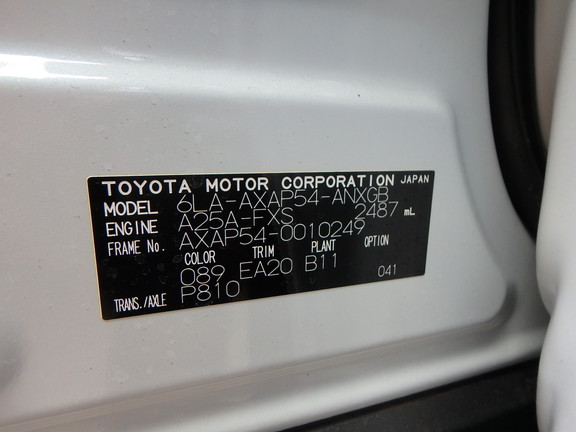 TOYOTA MOTOR CORPORATION JAPAN
MODEL 6LA-AXAP54-ANXGB
ENGINE A25A-FXS 2487 mL
FRAME No. AXAP54-0010249
COLOR TRIM PLANT OPTION
089 EA20 B11 041
TRANS./AXLE P810